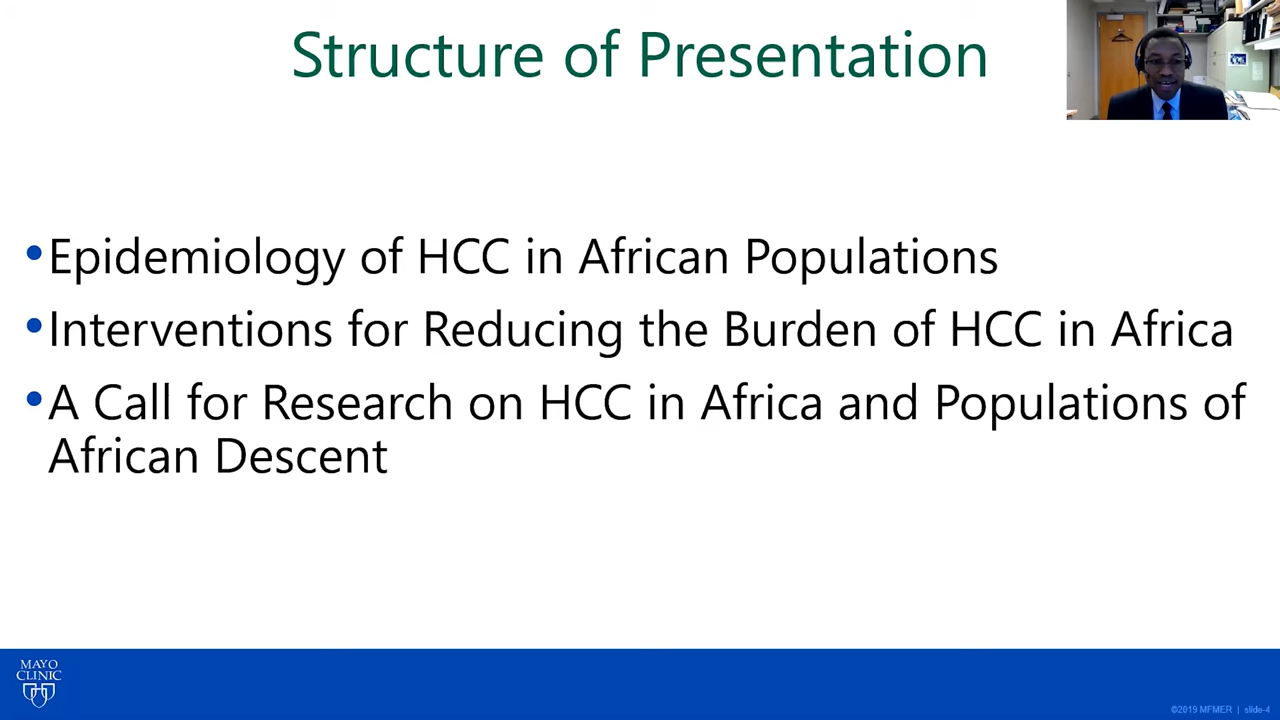 Structure of Presentation
•Epidemiology of HCC in African Populations
•Interventions for Reducing the Burden of HCC in Africa
•A Call for Research on HCC in Africa and Populations of
African Descent
MAYO
CLINIC
©2019 MFMER | slide-4